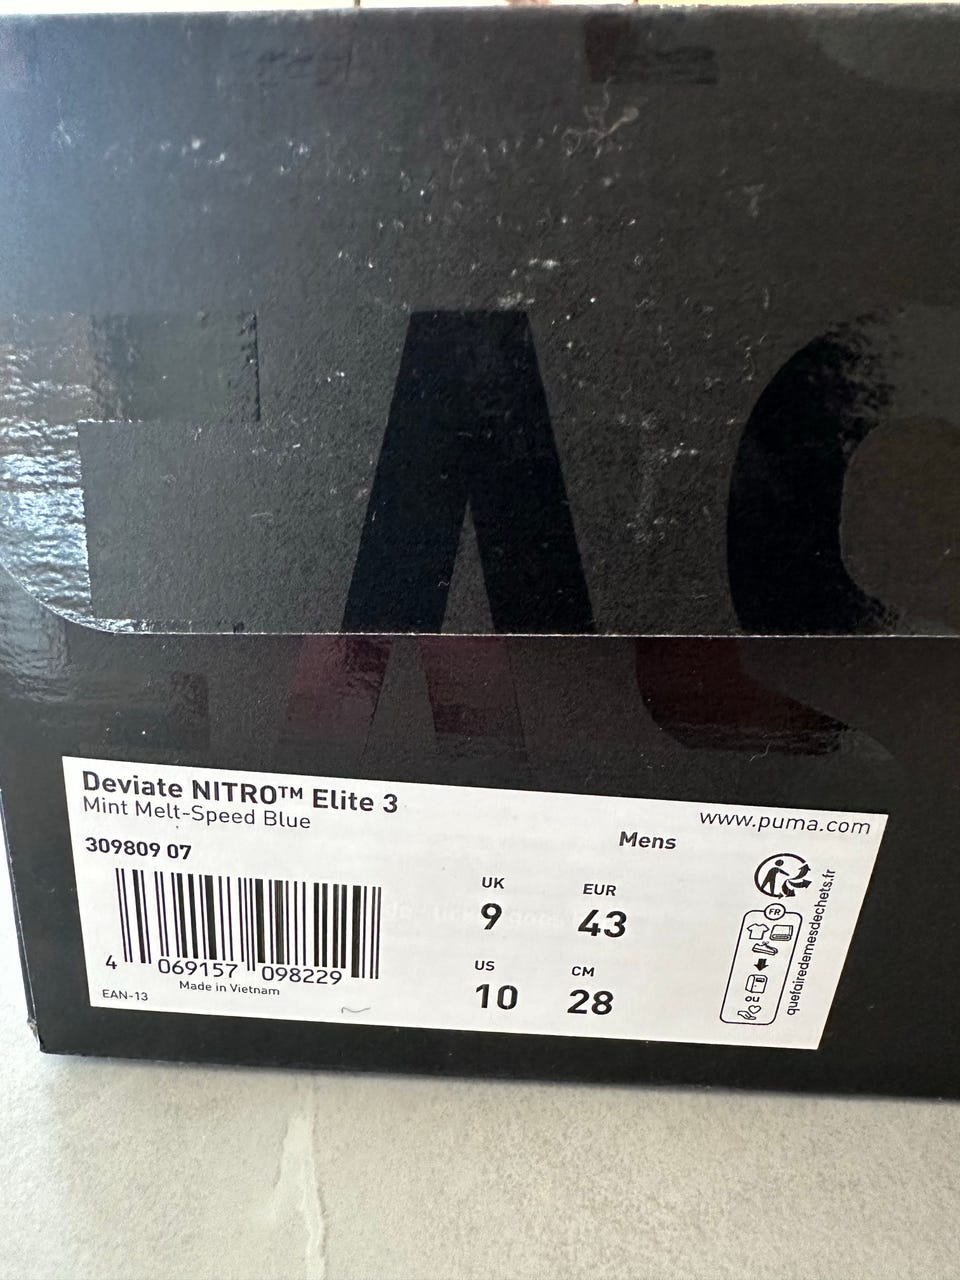 Deviate NITRO™ Elite 3
Mint Melt-Speed Blue
309809 07
www.puma.com
Mens
UK
9
EUR
43
US
10
CM
28
4 069157 098229
Made in Vietnam
EAN-13
FR
OU
quefairedemesdechets.fr